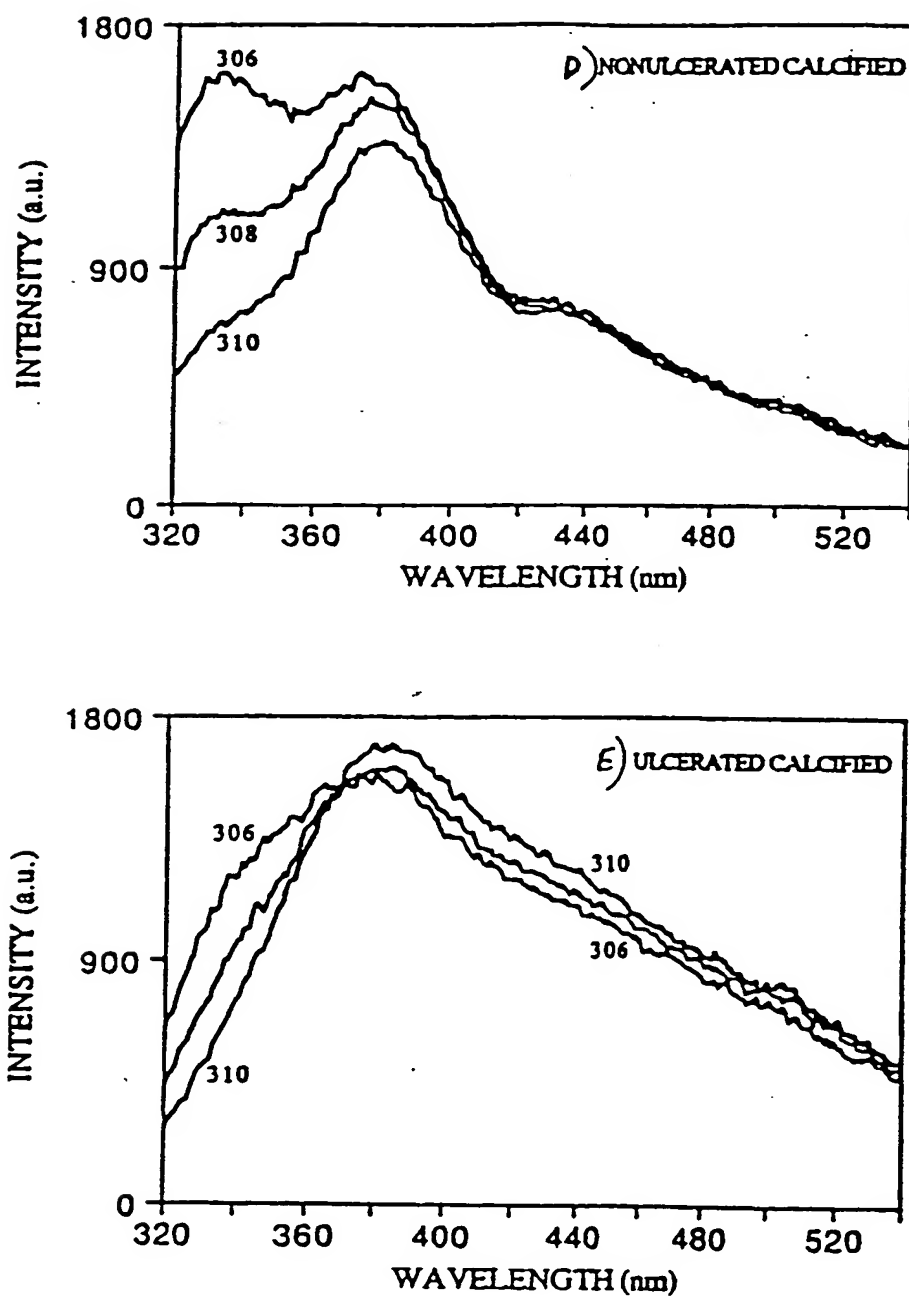 1800
306
D) NONULCERATED CALCIFIED
INTENSITY (a.u.)
308
900
310
0
320 360 400 440 480 520
WAVELENGTH (nm)
1800
E) ULCERATED CALCIFIED
306
INTENSITY (a.u.)
310
900
306
310
0
320 360 400 440 480 520
WAVELENGTH (nm)